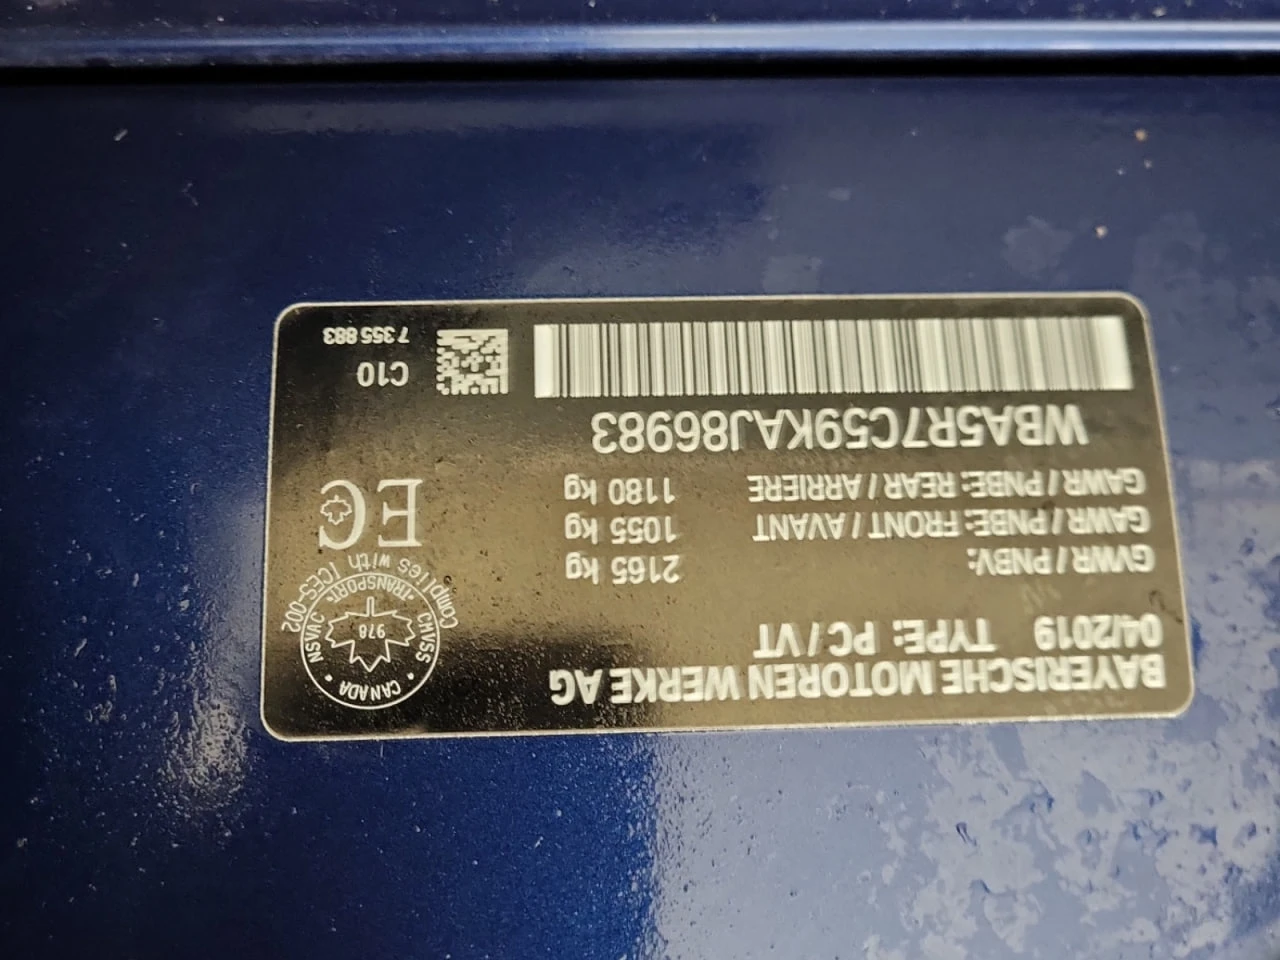 BAYERISCHE MOTOREN WERKE AG
04/2019 TYPE: PC / VT
GVWR / PNBV: 2165 kg
GAWR / PNBE: FRONT / AVANT 1055 kg
GAWR / PNBE: REAR / ARRIERE 1180 kg
WBA5R7C59KAJ86983
• CANADA •
NSVAC
CMVSS
978
•TRANSPORT•
Complies with ICES-002
EC
C10
7 355 883